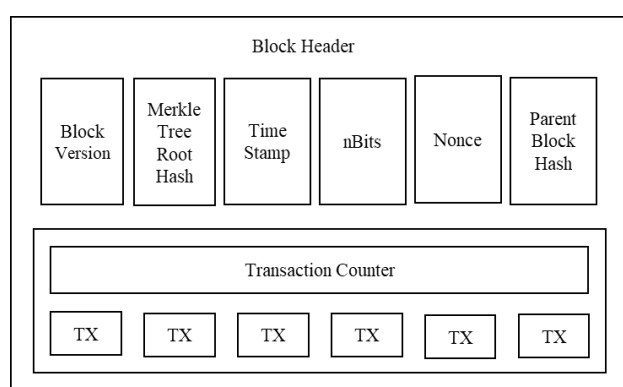 Block Header
Block
Version
Merkle
Tree
Root
Hash
Time
Stamp
nBits
Nonce
Parent
Block
Hash
Transaction Counter
TX
TX
TX
TX
TX
TX